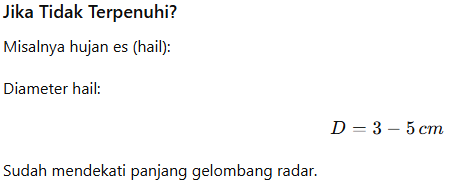 Jika Tidak Terpenuhi?
Misalnya hujan es (hail):
Diameter hail:
D = 3 − 5 cm
Sudah mendekati panjang gelombang radar.